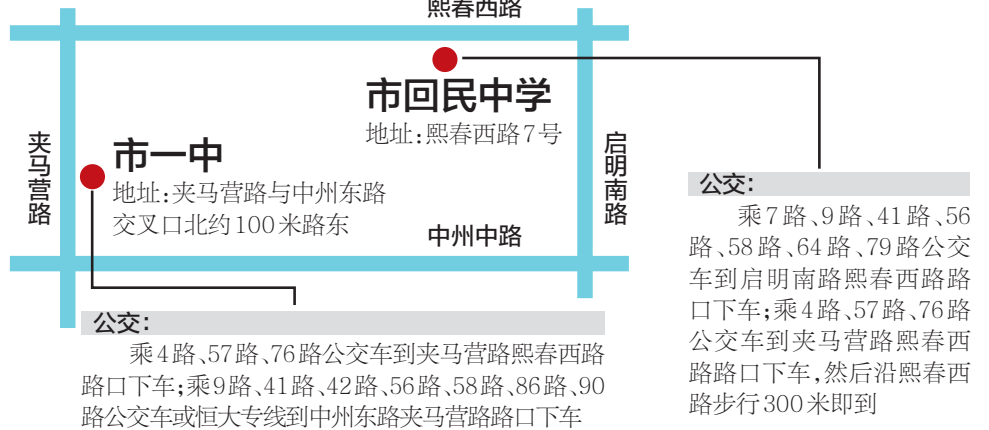 熙春西路
市回民中学
地址:熙春西路7号
夹马营路
市一中
地址:夹马营路与中州东路
交叉口北约100米路东
启明南路
中州中路
公交:
乘4路、57路、76路公交车到夹马营路熙春西路
路口下车;乘9路、41路、42路、56路、58路、86路、90
路公交车或恒大专线到中州东路夹马营路路口下车
公交:
乘7路、9路、41路、56
路、58路、64路、79路公交
车到启明南路熙春西路路
口下车;乘4路、57路、76路
公交车到夹马营路熙春西
路路口下车,然后沿熙春西
路步行300米即到